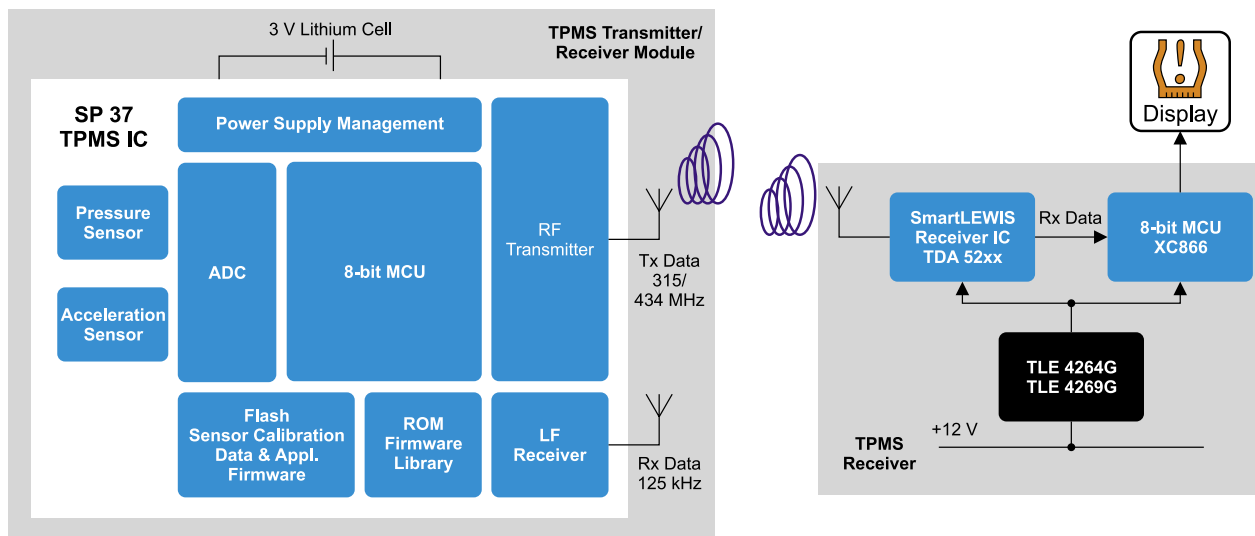 3 V Lithium Cell
TPMS Transmitter/
Receiver Module
SP 37
TPMS IC
Power Supply Management
Pressure
Sensor
Acceleration
Sensor
ADC
8-bit MCU
RF
Transmitter
Tx Data
315/
434 MHz
Flash
Sensor Calibration
Data & Appl.
Firmware
ROM
Firmware
Library
LF
Receiver
Rx Data
125 kHz
Display
SmartLEWIS
Receiver IC
TDA 52xx
Rx Data
8-bit MCU
XC866
TLE 4264G
TLE 4269G
+12 V
TPMS
Receiver